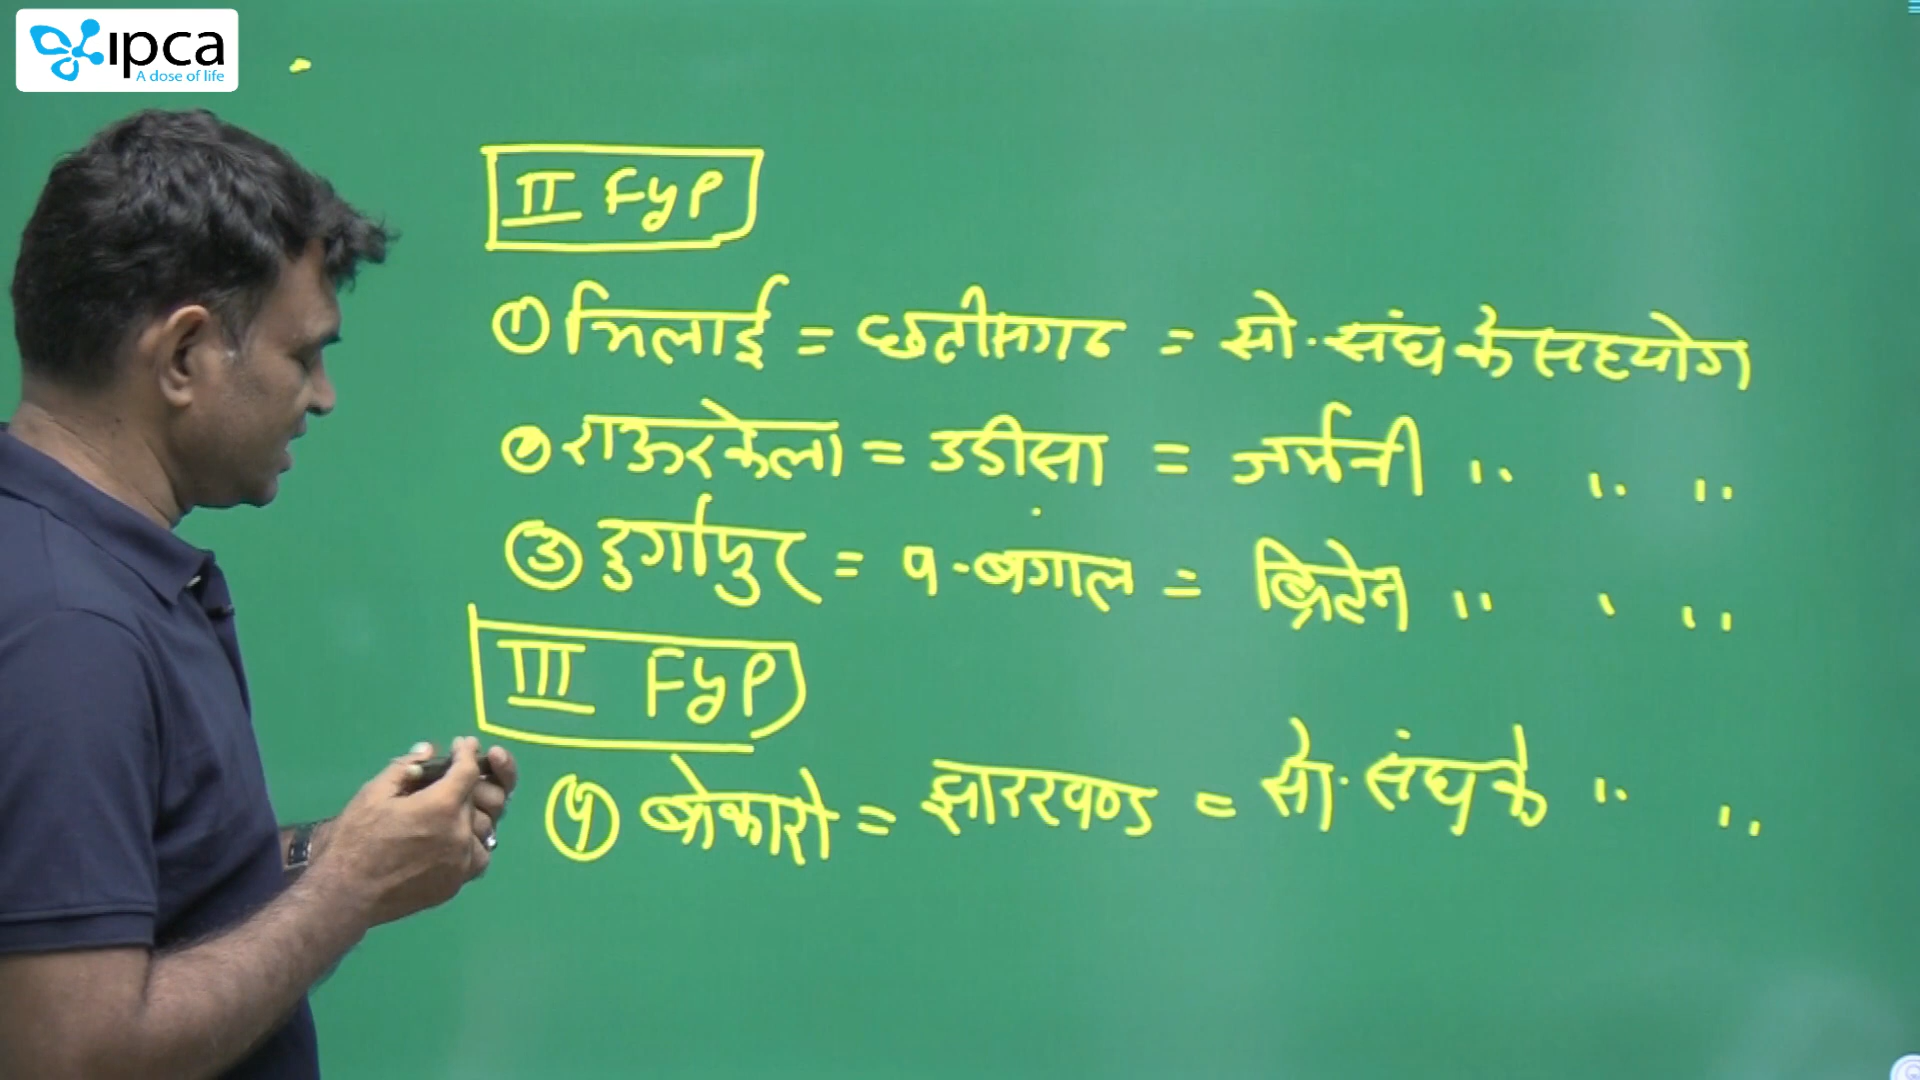 ipca
A dose of life
II FyP
① भिलाई = छतीसगढ = सो. संघ के सहयोग
② राऊरकेला = उडीसा = जर्मनी " " "
③ दुर्गापुर = प. बंगाल = ब्रिटेन " " "
III FyP
④ बोकारो = झारखण्ड = सो. संघ के " "